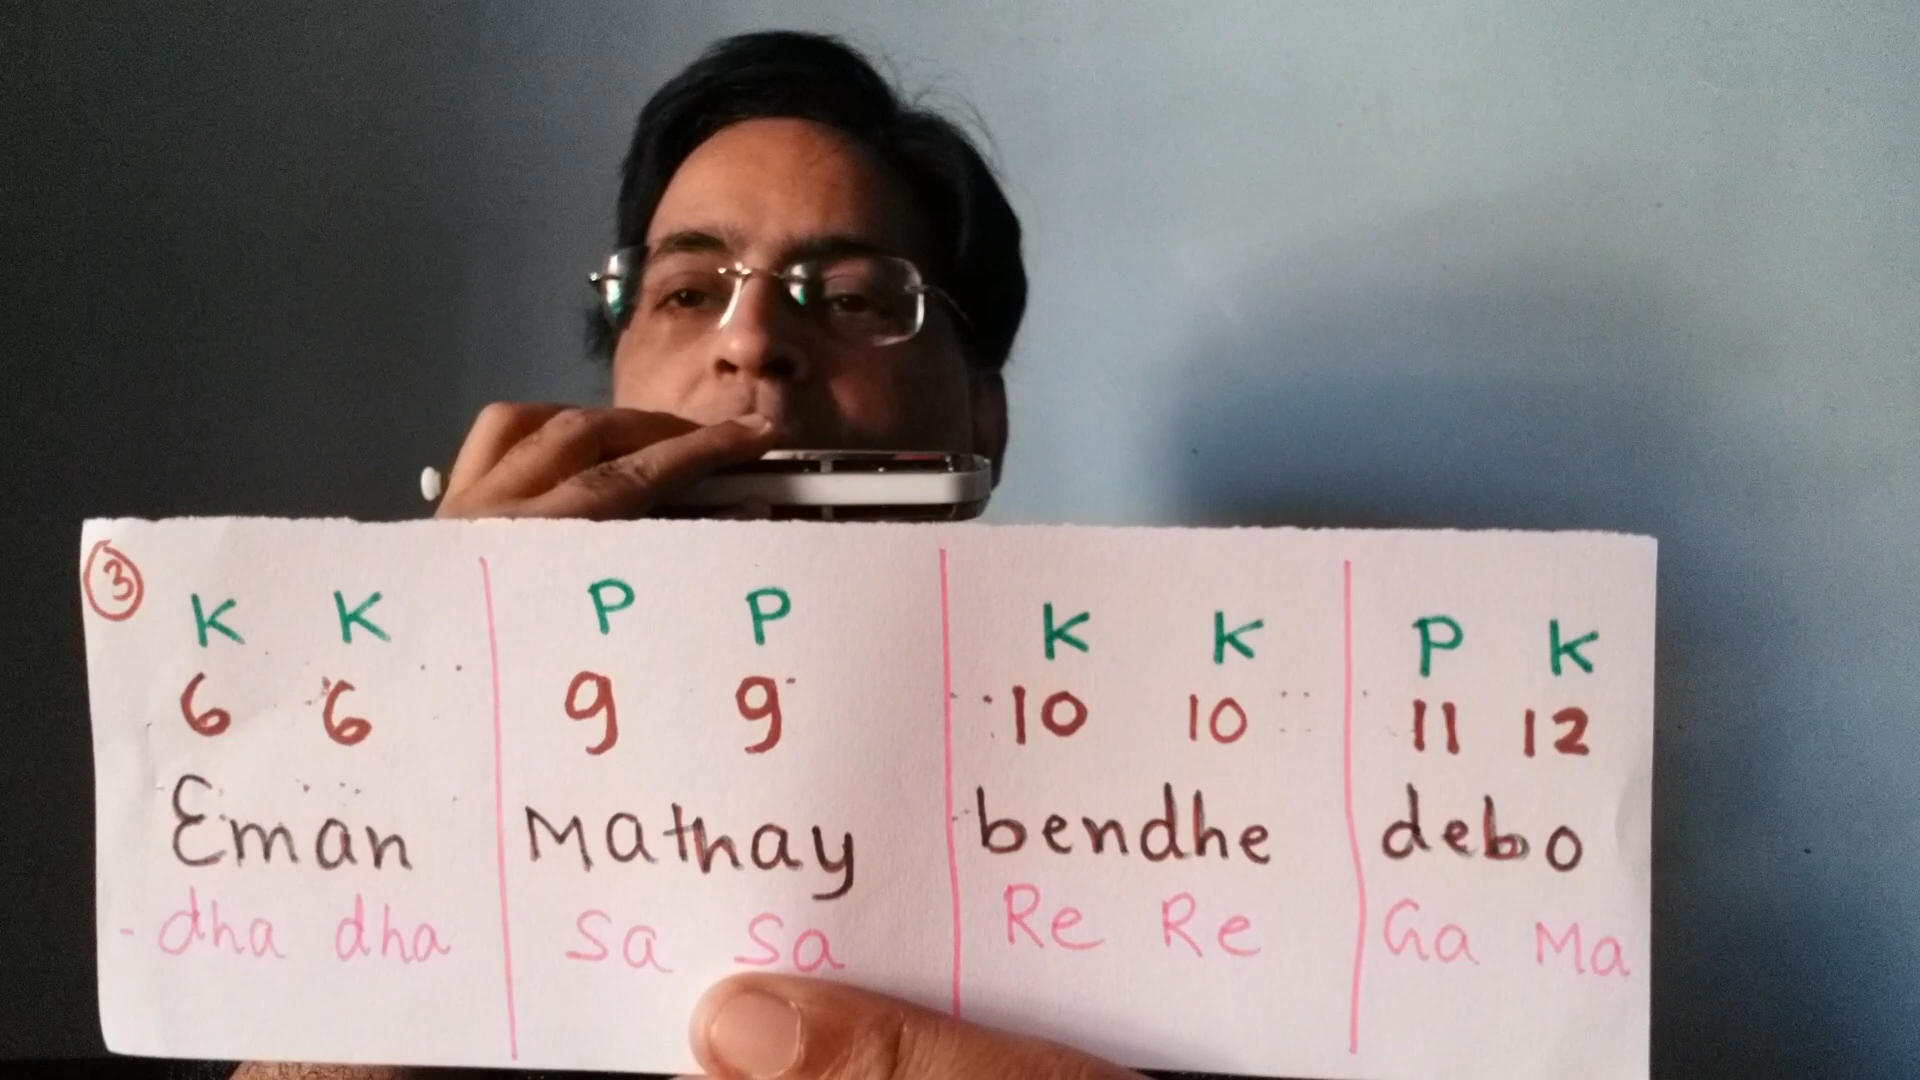 3
K K P P K K P K
6 6 9 9 10 10 11 12
Eman Mathay bendhe debo
- dha dha Sa Sa Re Re Ga Ma